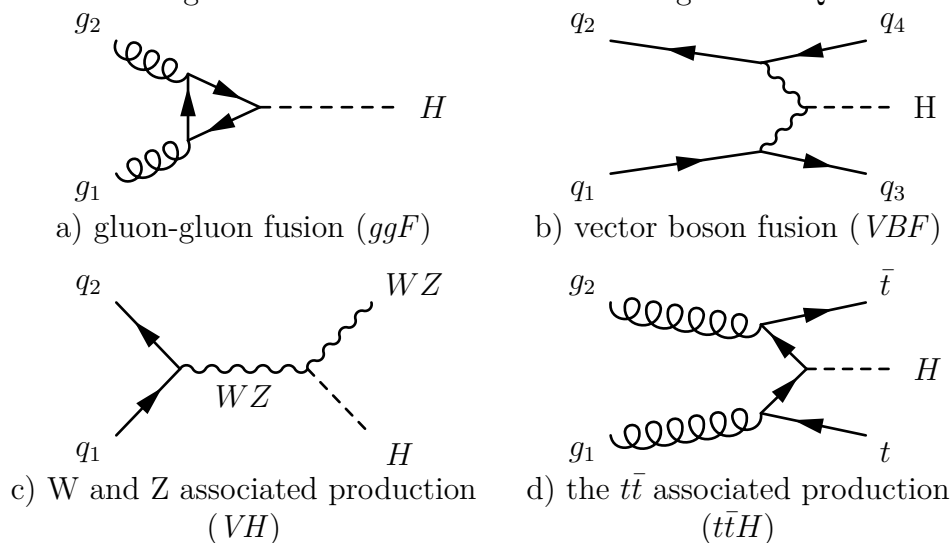 g₂ H g₁
a) gluon-gluon fusion (ggF)
q₂ q₄ H q₁ q₃
b) vector boson fusion (VBF)
q₂ WZ WZ q₁ H
c) W and Z associated production
(VH)
g₂ t̄ H g₁ t
d) the tt̄ associated production
(tt̄H)